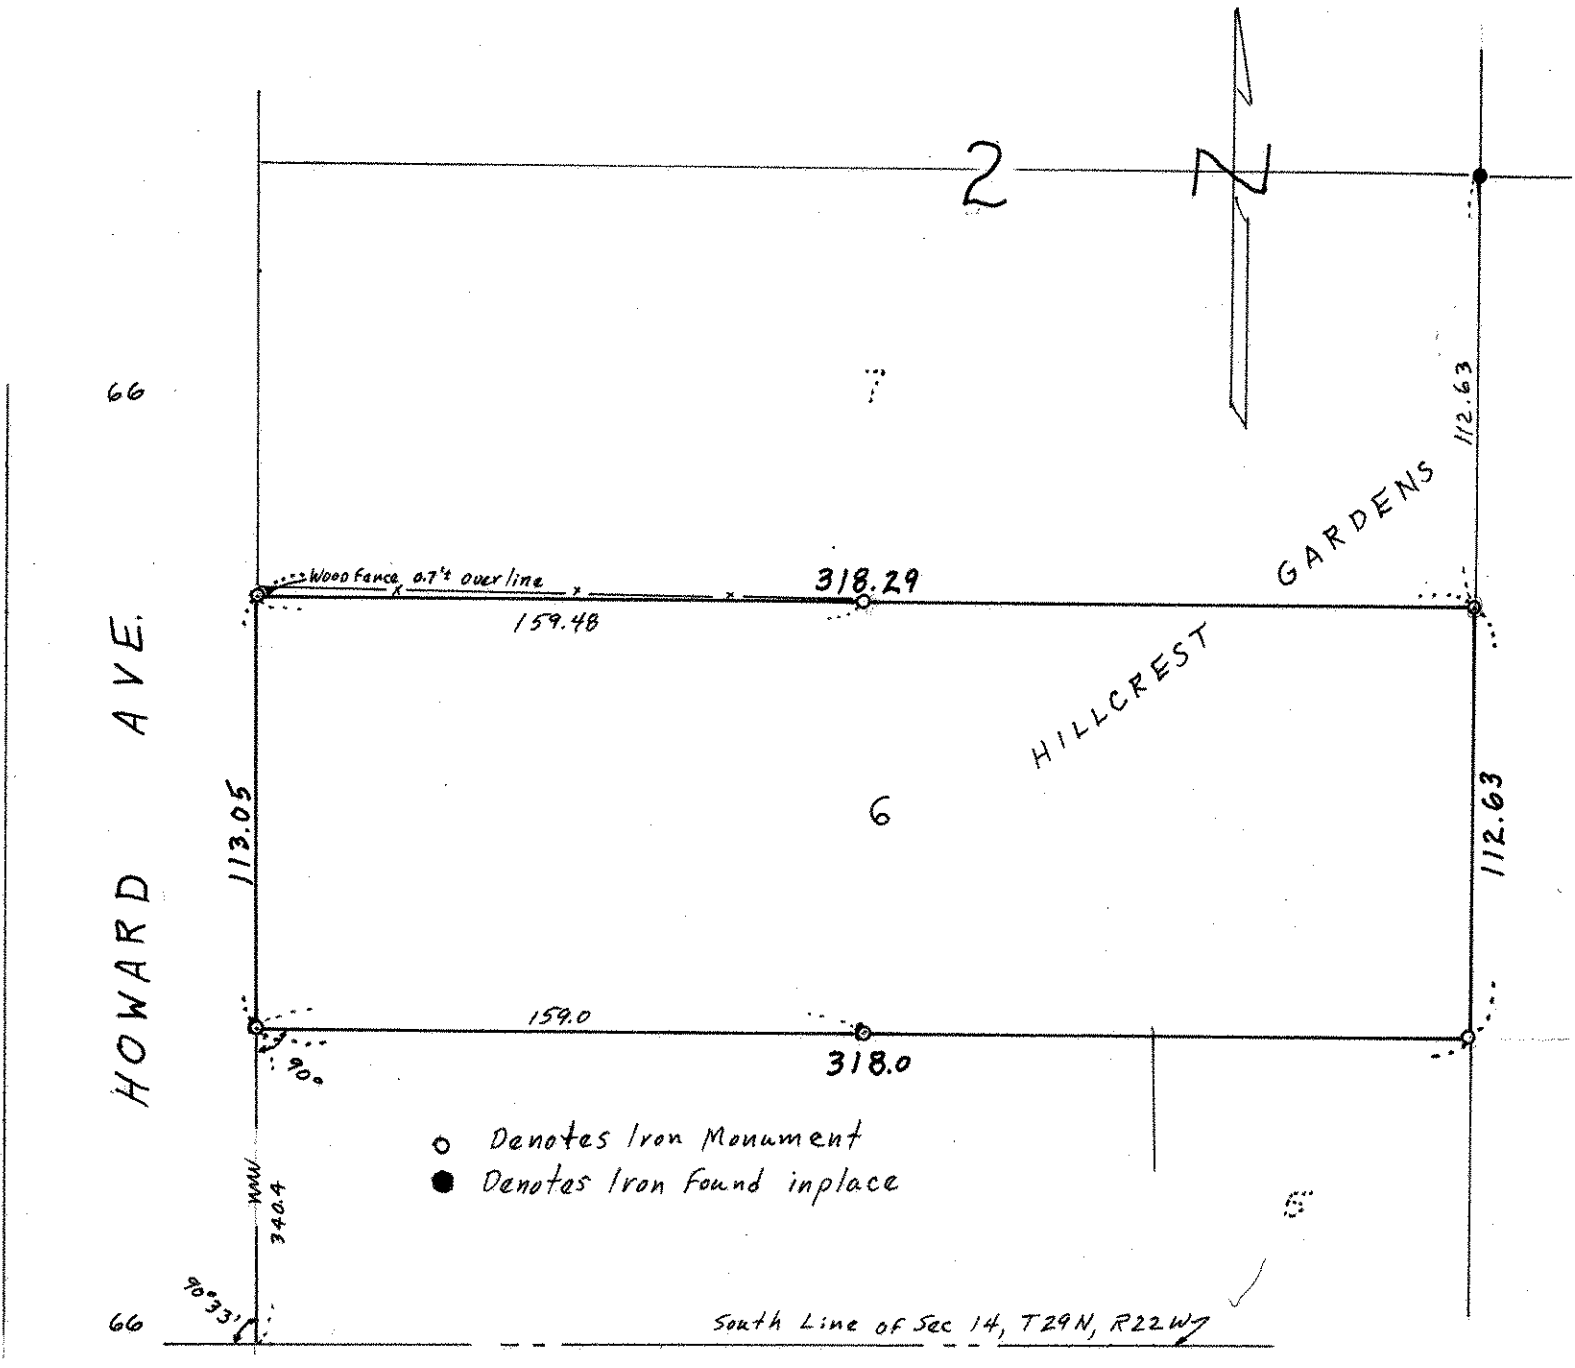 2
N
66
7
112.63
GARDENS
Wood Fence 0.7'± over line
318.29
159.48
HILLCREST
HOWARD AVE.
113.05
6
112.63
159.0
318.0
90°
Denotes Iron Monument
Denotes Iron Found inplace
340.4
5
90°33'
66
South Line of Sec 14, T29N, R22W